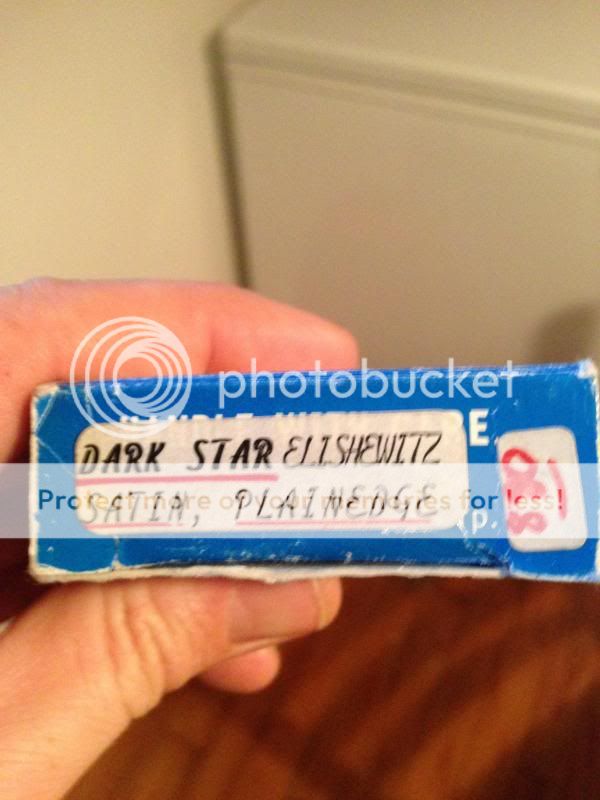 photobucket
DARK STAR ELISHEWITZ
SATIN, PLAINEDGE
Protect more of your memories for less!